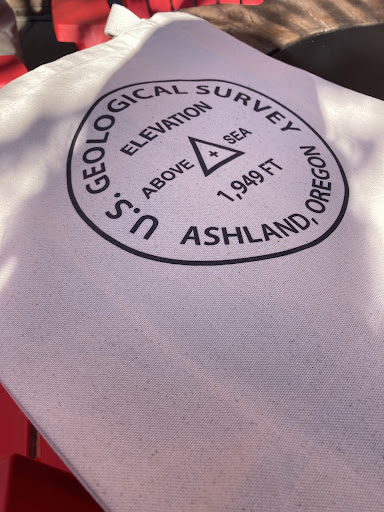 U.S. GEOLOGICAL SURVEY
ELEVATION
ABOVE SEA
1,949 FT
ASHLAND, OREGON